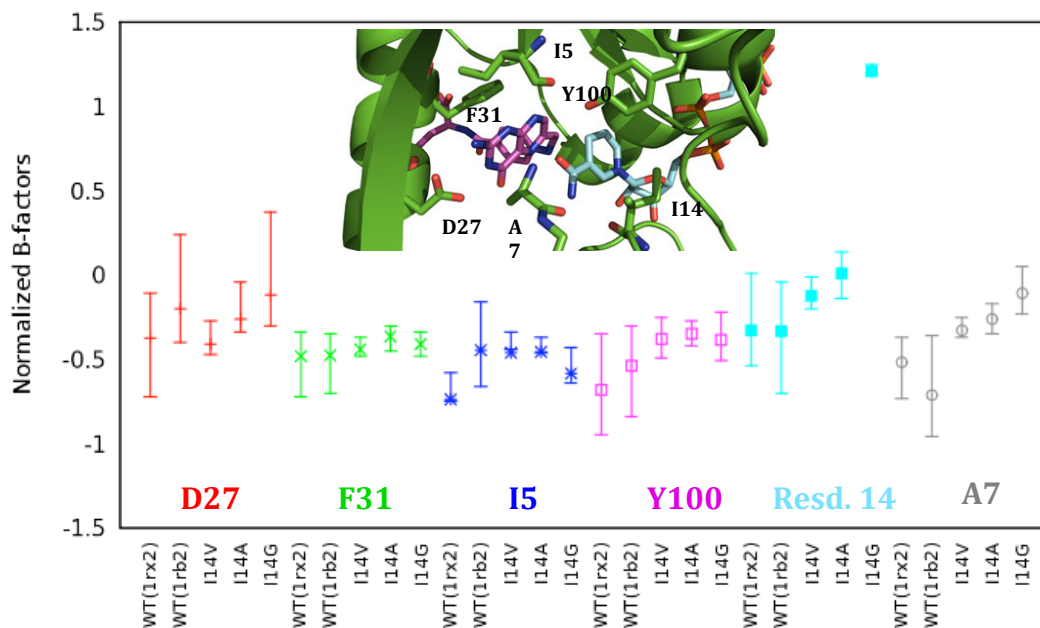 1.5
1
0.5
0
-0.5
-1
-1.5
Normalized B-factors
I5
Y100
F31
D27
A
7
I14
D27
F31
I5
Y100
Resd. 14
A7
WT(1rx2)
WT(1rb2)
I14V
I14A
I14G
WT(1rx2)
WT(1rb2)
I14V
I14A
I14G
WT(1rx2)
WT(1rb2)
I14V
I14A
I14G
WT(1rx2)
WT(1rb2)
I14V
I14A
I14G
WT(1rx2)
WT(1rb2)
I14V
I14A
I14G
WT(1rx2)
WT(1rb2)
I14V
I14A
I14G